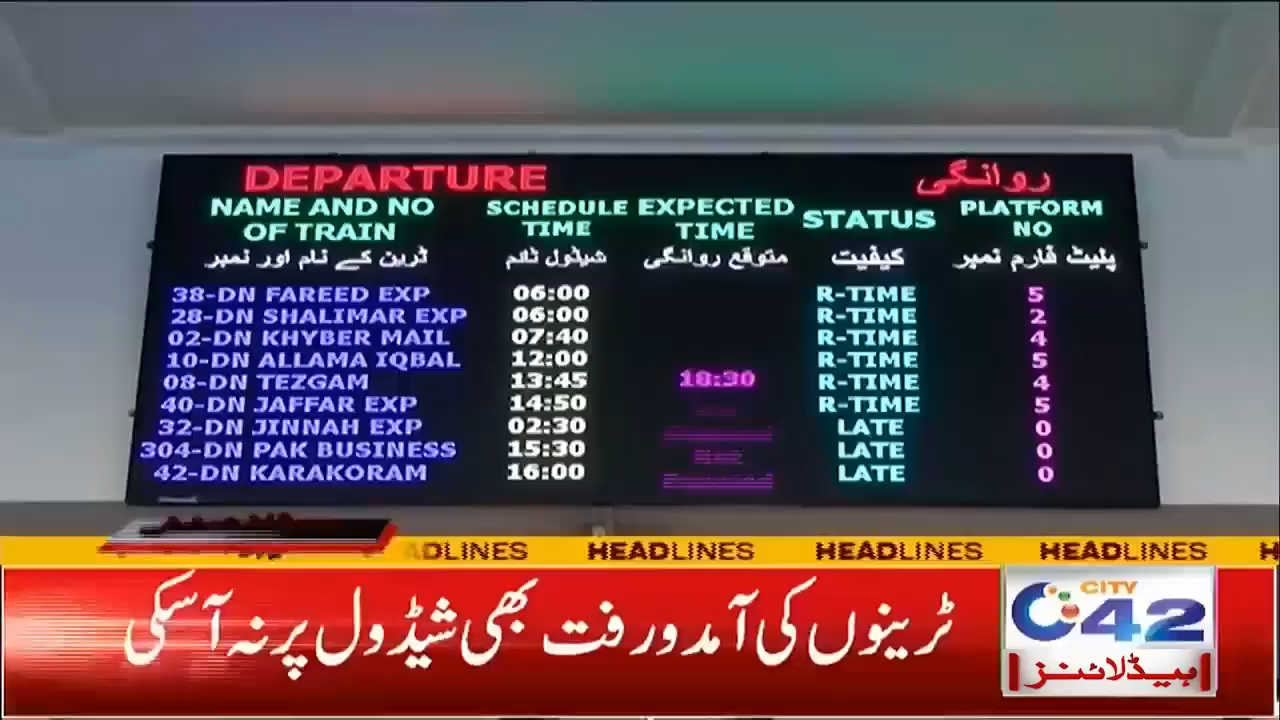 DEPARTURE روانگی
NAME AND NO OF TRAIN SCHEDULE TIME EXPECTED TIME STATUS PLATFORM NO
ٹرین کے نام اور نمبر شیڈول ٹائم متوقع روانگی کیفیت پلیٹ فارم نمبر
38-DN FAREED EXP 06:00 R-TIME 5
28-DN SHALIMAR EXP 06:00 R-TIME 2
02-DN KHYBER MAIL 07:40 R-TIME 4
10-DN ALLAMA IQBAL 12:00 R-TIME 5
08-DN TEZGAM 13:45 18:30 R-TIME 4
40-DN JAFFAR EXP 14:50 R-TIME 5
32-DN JINNAH EXP 02:30 LATE 0
304-DN PAK BUSINESS 15:30 LATE 0
42-DN KARAKORAM 16:00 LATE 0
ADLINES HEADLINES HEADLINES HEADLINES H
ٹرینوں کی آمدورفت بھی شیڈول پر نہ آسکی
CITY
42
ہیڈلائنز